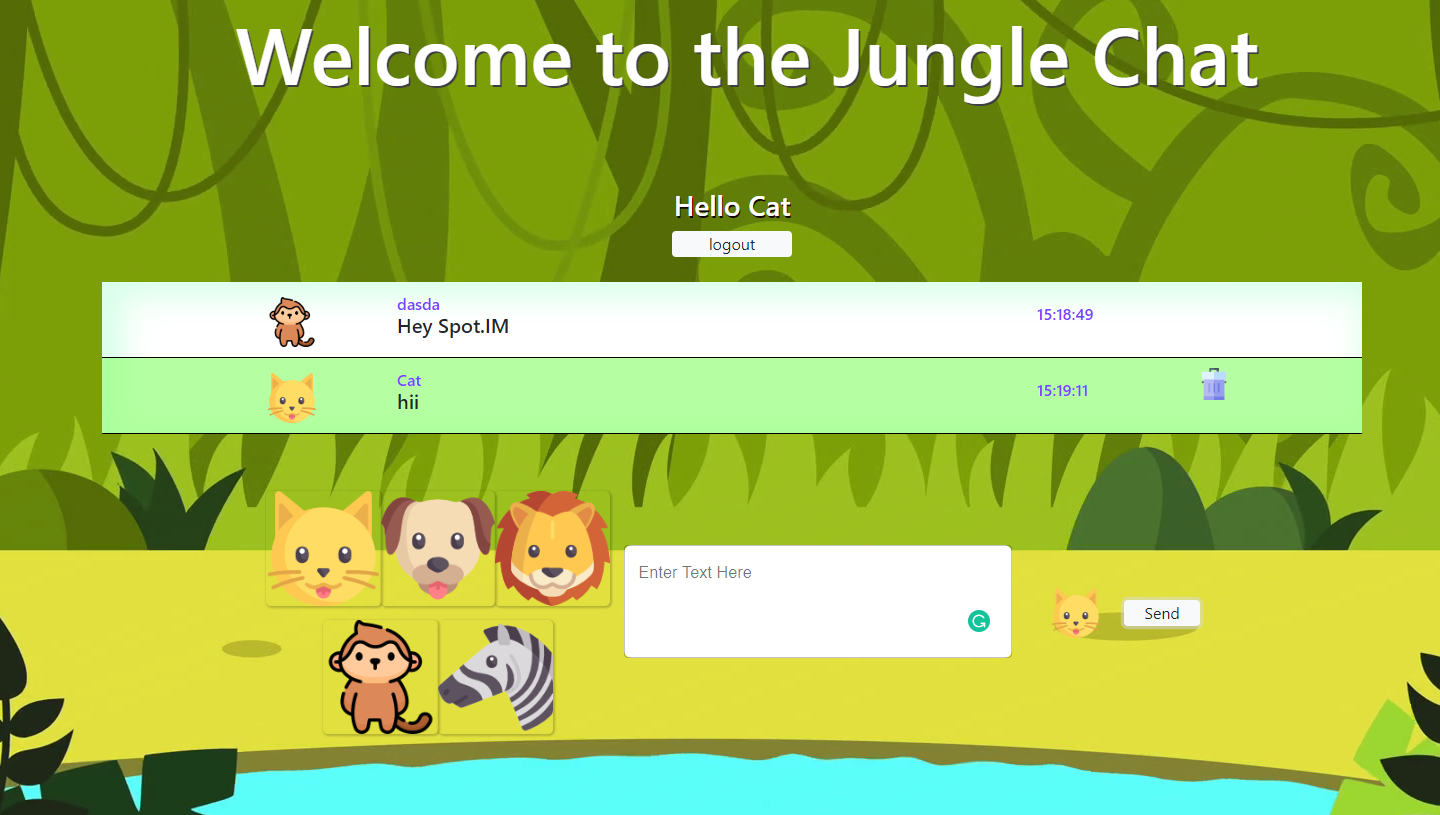 Welcome to the Jungle Chat
Hello Cat
logout
dasda
Hey Spot.IM
15:18:49
Cat
hii
15:19:11
Enter Text Here
Send